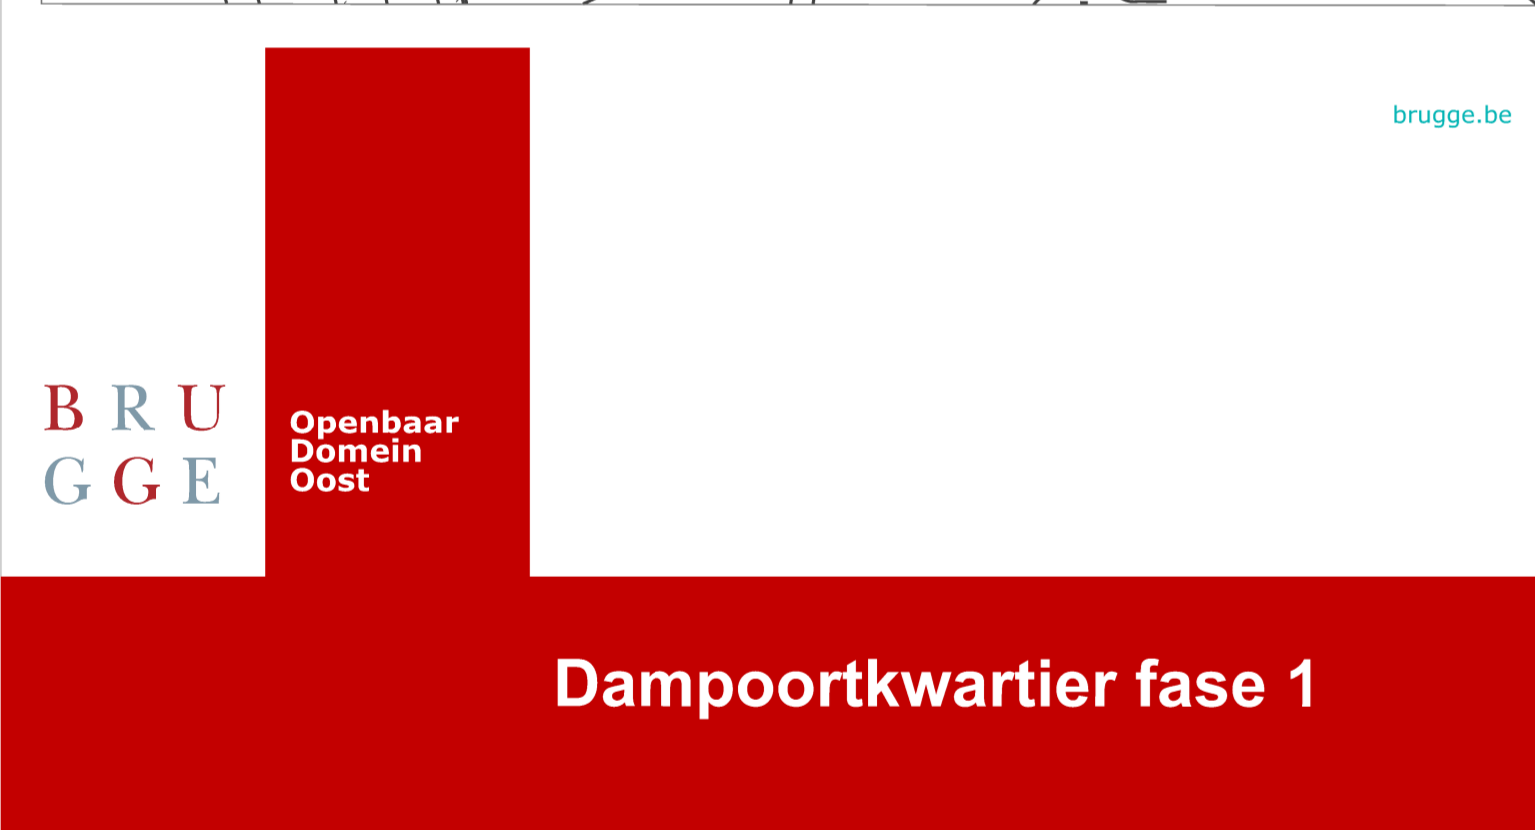 brugge.be
B R U
G G E
Openbaar
Domein
Oost
Dampoortkwartier fase 1